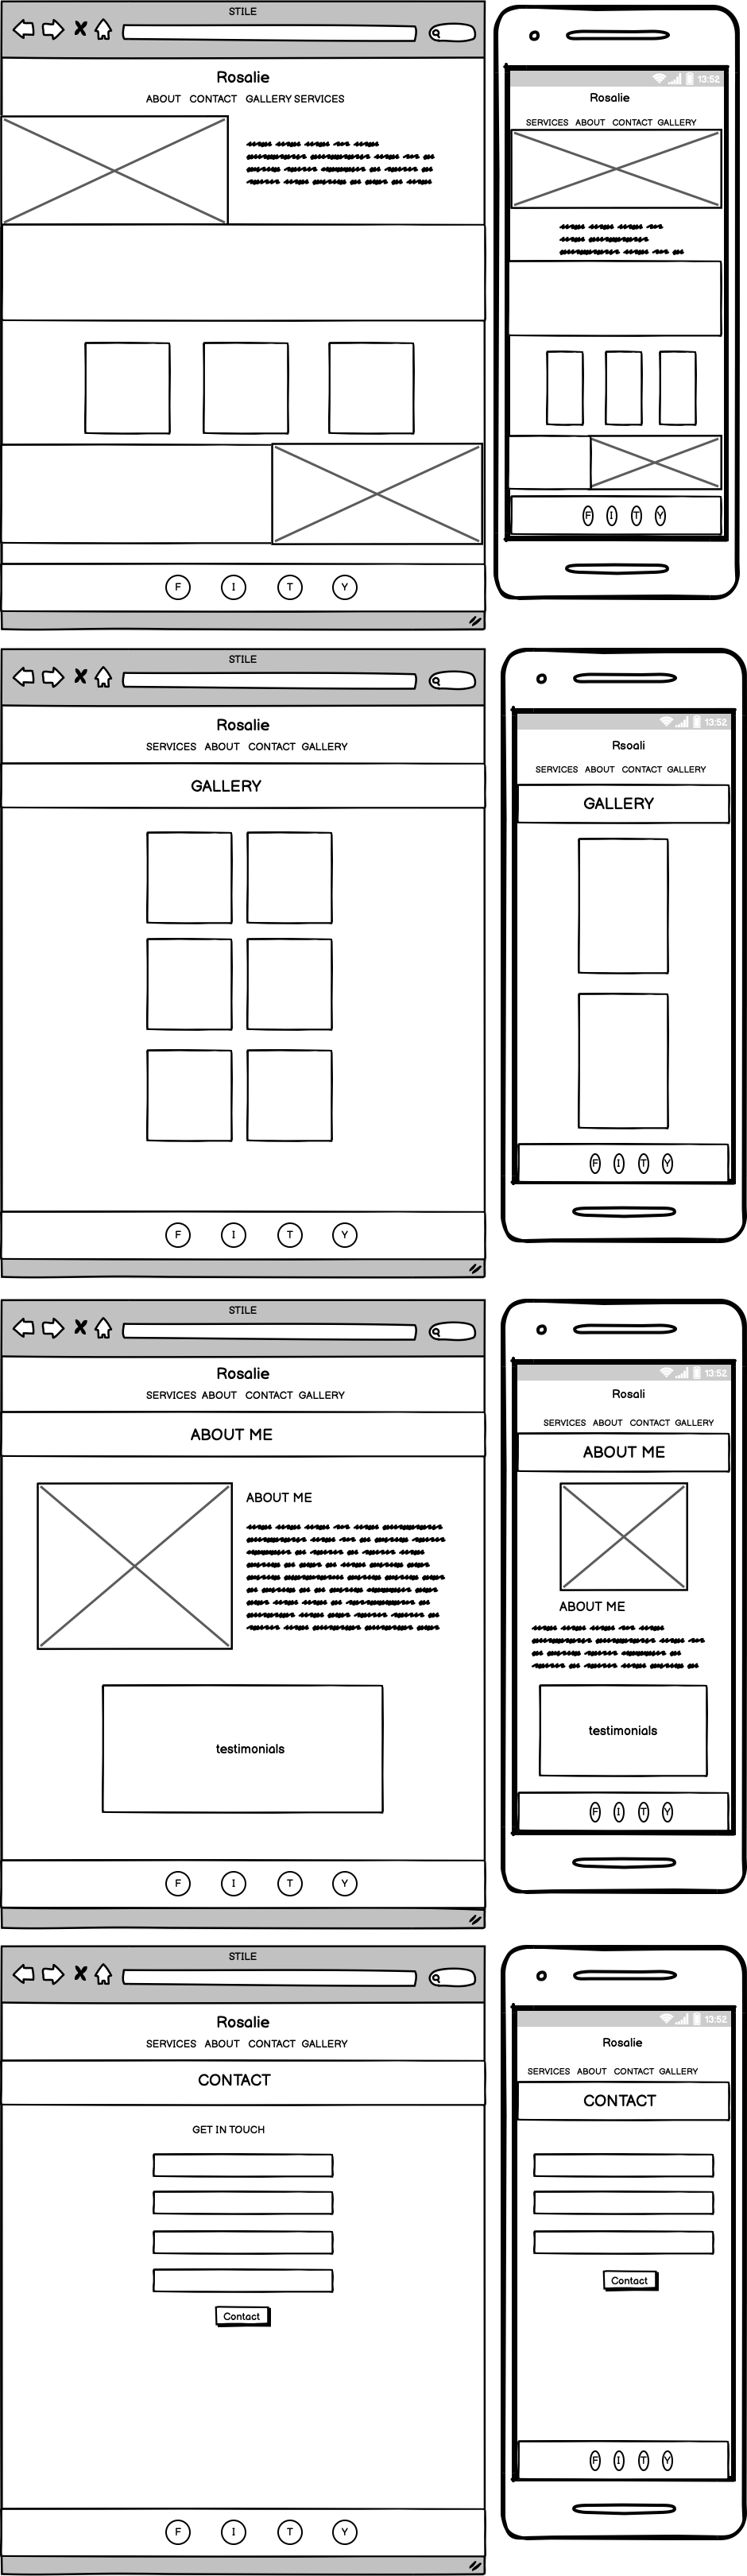 STILE
Rosalie
ABOUT CONTACT GALLERY SERVICES
F I T Y
13:52
Rosalie
SERVICES ABOUT CONTACT GALLERY
F I T Y
STILE
Rosalie
SERVICES ABOUT CONTACT GALLERY
GALLERY
F I T Y
13:52
Rsoali
SERVICES ABOUT CONTACT GALLERY
GALLERY
F I T Y
STILE
Rosalie
SERVICES ABOUT CONTACT GALLERY
ABOUT ME
ABOUT ME
testimonials
F I T Y
13:52
Rosali
SERVICES ABOUT CONTACT GALLERY
ABOUT ME
ABOUT ME
testimonials
F I T Y
STILE
Rosalie
SERVICES ABOUT CONTACT GALLERY
CONTACT
GET IN TOUCH
Contact
F I T Y
13:52
Rosalie
SERVICES ABOUT CONTACT GALLERY
CONTACT
Contact
F I T Y